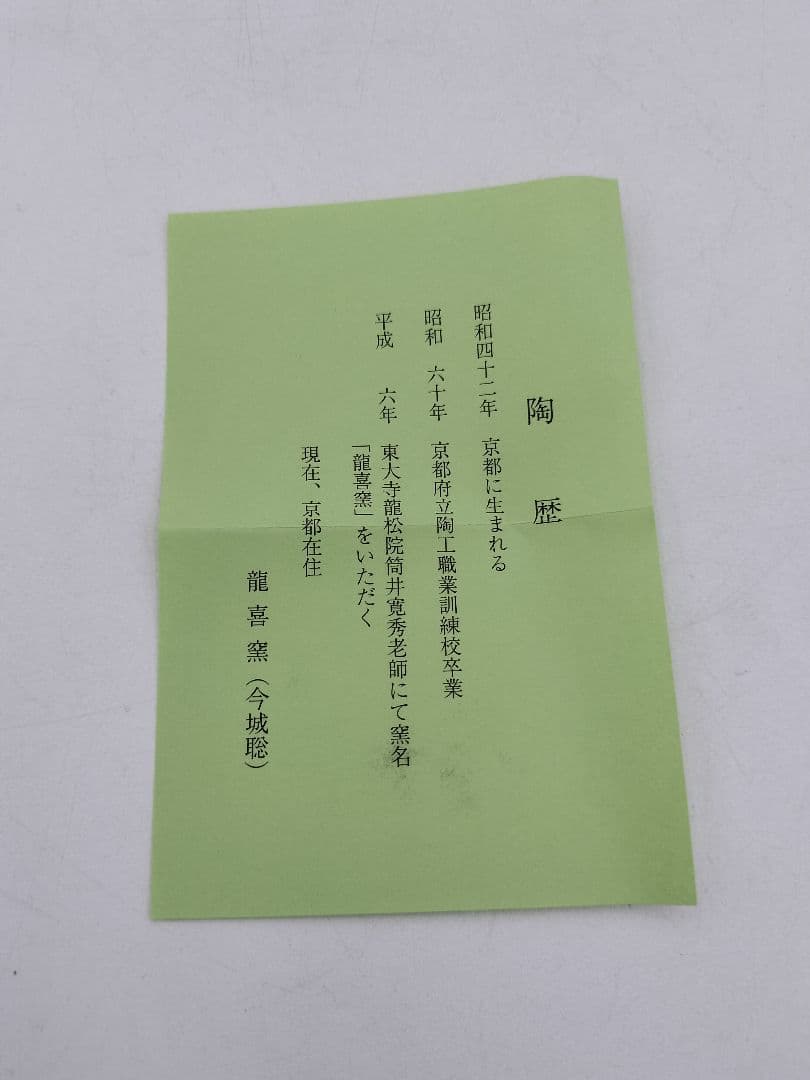 陶歴
昭和四十二年 京都に生まれる
昭和 六十年 京都府立陶工職業訓練校卒業
平成 六年 東大寺龍松院筒井寛秀老師にて窯名
「龍喜窯」をいただく
現在、京都在住
龍喜窯（今城聡）